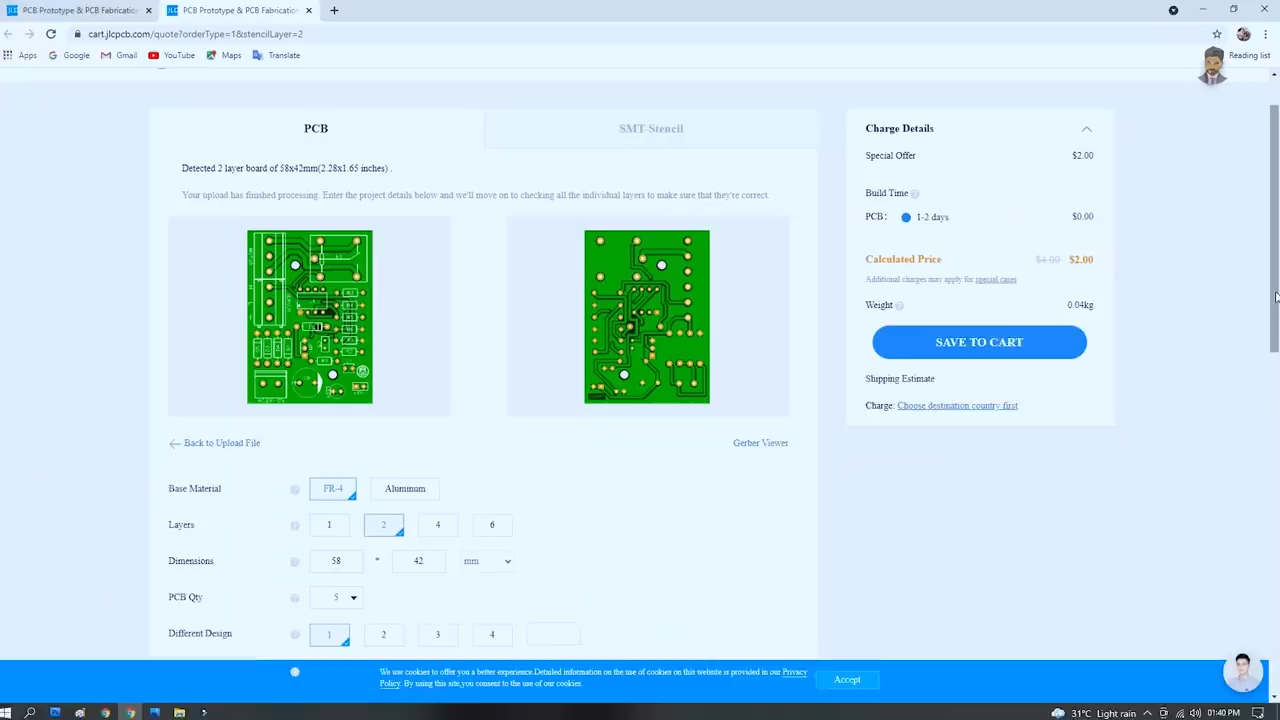 PCB Prototype & PCB Fabrication
PCB Prototype & PCB Fabrication
cart.jlcpcb.com/quote?orderType=1&stencilLayer=2
Apps Google Gmail YouTube Maps Translate Reading list
PCB
SMT-Stencil
Detected 2 layer board of 58x42mm(2.28x1.65 inches) .
Your upload has finished processing. Enter the project details below and we'll move on to checking all the individual layers to make sure that they're correct.
Back to Upload File
Gerber Viewer
Base Material FR-4 Aluminum
Layers 1 2 4 6
Dimensions 58 * 42 mm
PCB Qty 5
Different Design 1 2 3 4
Charge Details
Special Offer $2.00
Build Time
PCB: 1-2 days $0.00
Calculated Price $4.00 $2.00
Additional charges may apply for special cases
Weight 0.04kg
SAVE TO CART
Shipping Estimate
Charge: Choose destination country first
We use cookies to offer you a better experience.Detailed information on the use of cookies on this website is provided in our Privacy
Policy. By using this site,you consent to the use of our cookies.
Accept
31°C Light rain 01:40 PM